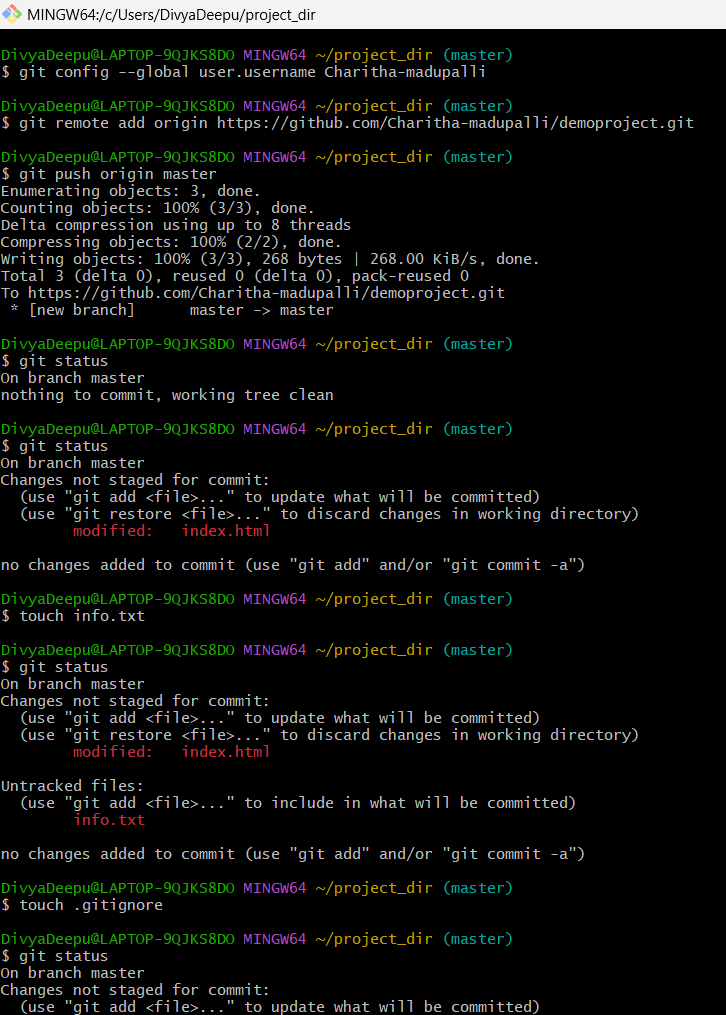 MINGW64:/c/Users/DivyaDeepu/project_dir
DivyaDeepu@LAPTOP-9QJKS8DO MINGW64 ~/project_dir (master)
$ git config --global user.username Charitha-madupalli
DivyaDeepu@LAPTOP-9QJKS8DO MINGW64 ~/project_dir (master)
$ git remote add origin https://github.com/Charitha-madupalli/demoproject.git
DivyaDeepu@LAPTOP-9QJKS8DO MINGW64 ~/project_dir (master)
$ git push origin master
Enumerating objects: 3, done.
Counting objects: 100% (3/3), done.
Delta compression using up to 8 threads
Compressing objects: 100% (2/2), done.
Writing objects: 100% (3/3), 268 bytes | 268.00 KiB/s, done.
Total 3 (delta 0), reused 0 (delta 0), pack-reused 0
To https://github.com/Charitha-madupalli/demoproject.git
 * [new branch]      master -> master
DivyaDeepu@LAPTOP-9QJKS8DO MINGW64 ~/project_dir (master)
$ git status
On branch master
nothing to commit, working tree clean
DivyaDeepu@LAPTOP-9QJKS8DO MINGW64 ~/project_dir (master)
$ git status
On branch master
Changes not staged for commit:
  (use "git add <file>..." to update what will be committed)
  (use "git restore <file>..." to discard changes in working directory)
        modified:   index.html
no changes added to commit (use "git add" and/or "git commit -a")
DivyaDeepu@LAPTOP-9QJKS8DO MINGW64 ~/project_dir (master)
$ touch info.txt
DivyaDeepu@LAPTOP-9QJKS8DO MINGW64 ~/project_dir (master)
$ git status
On branch master
Changes not staged for commit:
  (use "git add <file>..." to update what will be committed)
  (use "git restore <file>..." to discard changes in working directory)
        modified:   index.html
Untracked files:
  (use "git add <file>..." to include in what will be committed)
        info.txt
no changes added to commit (use "git add" and/or "git commit -a")
DivyaDeepu@LAPTOP-9QJKS8DO MINGW64 ~/project_dir (master)
$ touch .gitignore
DivyaDeepu@LAPTOP-9QJKS8DO MINGW64 ~/project_dir (master)
$ git status
On branch master
Changes not staged for commit:
  (use "git add <file>..." to update what will be committed)